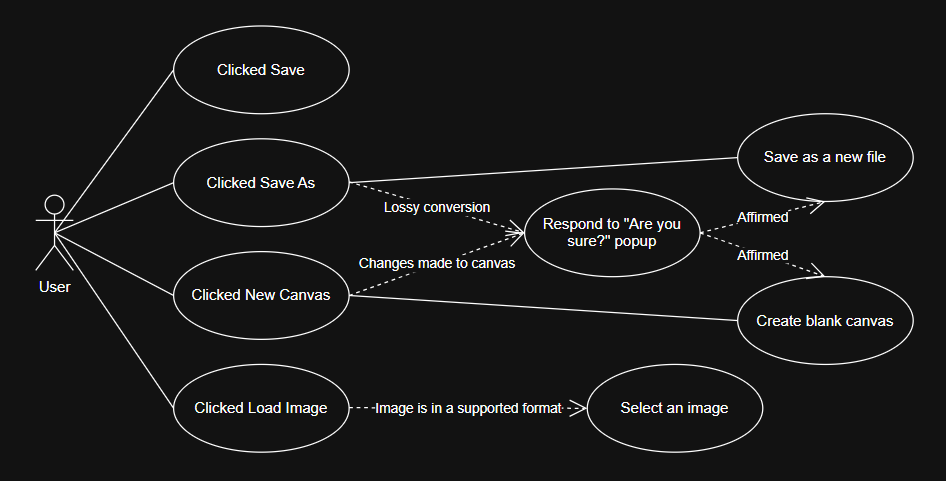 Clicked Save
Clicked Save As
Lossy conversion
Save as a new file
Respond to "Are you
sure?" popup
Affirmed
Affirmed
User
Changes made to canvas
Clicked New Canvas
Create blank canvas
Clicked Load Image
Image is in a supported format
Select an image